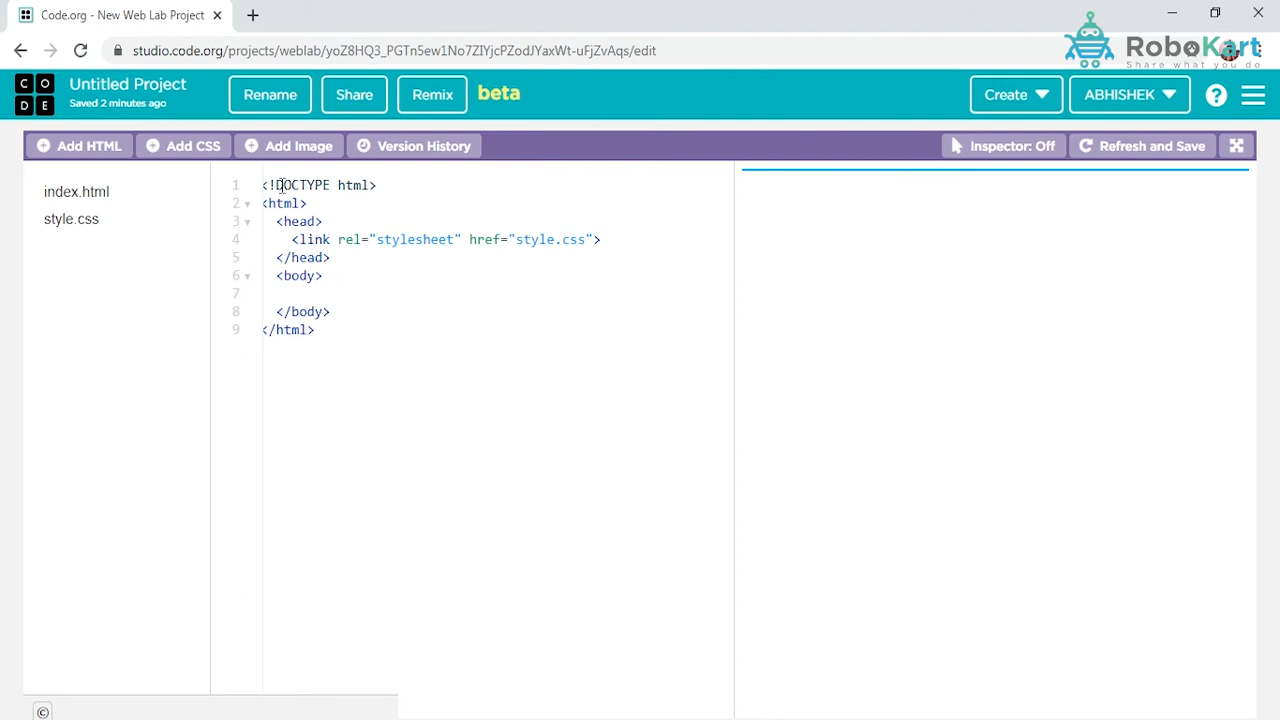 Code.org - New Web Lab Project
studio.code.org/projects/weblab/yoZ8HQ3_PGTn5ew1No7ZIYjcPZodJYaxWt-uFjZvAqs/edit
RoboKart
Share what you do
C O
D E
Untitled Project
Saved 2 minutes ago
Rename
Share
Remix
beta
Create
ABHISHEK
?
Add HTML
Add CSS
Add Image
Version History
Inspector: Off
Refresh and Save
index.html
style.css
1 <!DOCTYPE html>
2 <html>
3 <head>
4 <link rel="stylesheet" href="style.css">
5 </head>
6 <body>
7
8 </body>
9 </html>
©